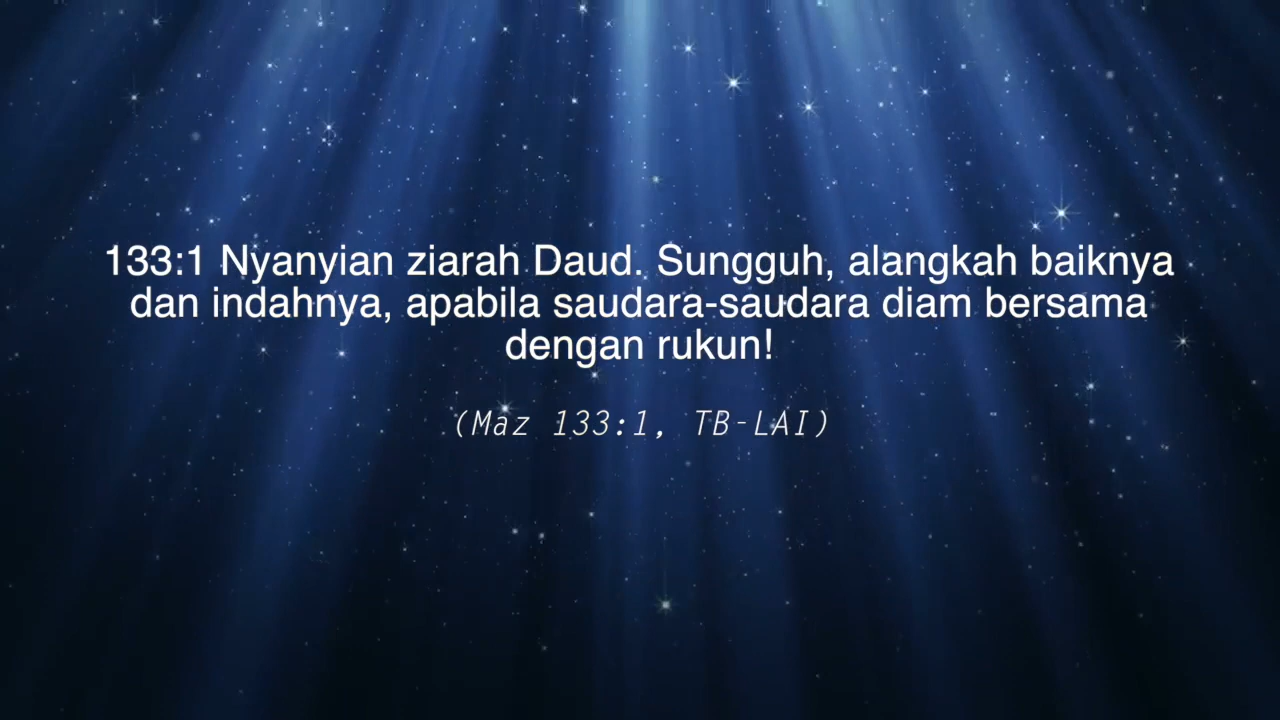 133:1 Nyanyian ziarah Daud. Sungguh, alangkah baiknya
dan indahnya, apabila saudara-saudara diam bersama
dengan rukun!
(Maz 133:1, TB-LAI)